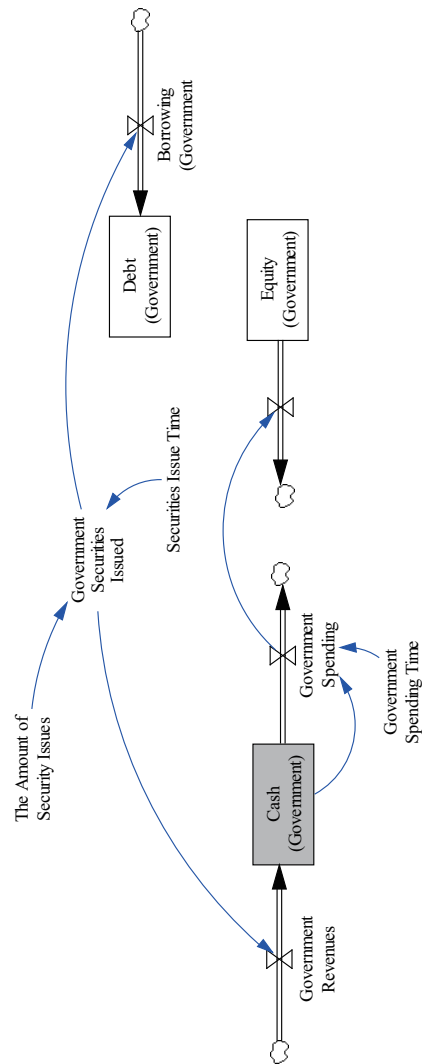 The Amount of
Security Issues
Government
Securities
Issued
Securities Issue Time
Debt
(Government)
Borrowing
(Government)
Government
Revenues
Cash
(Government)
Government
Spending
Government
Spending Time
Equity
(Government)